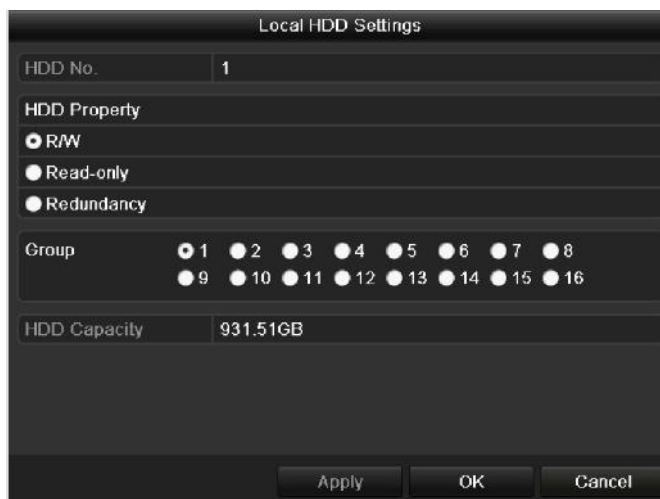 Local HDD Settings
HDD No. 1
HDD Property
R/W
Read-only
Redundancy
Group 1 2 3 4 5 6 7 8
9 10 11 12 13 14 15 16
HDD Capacity 931.51GB
Apply OK Cancel